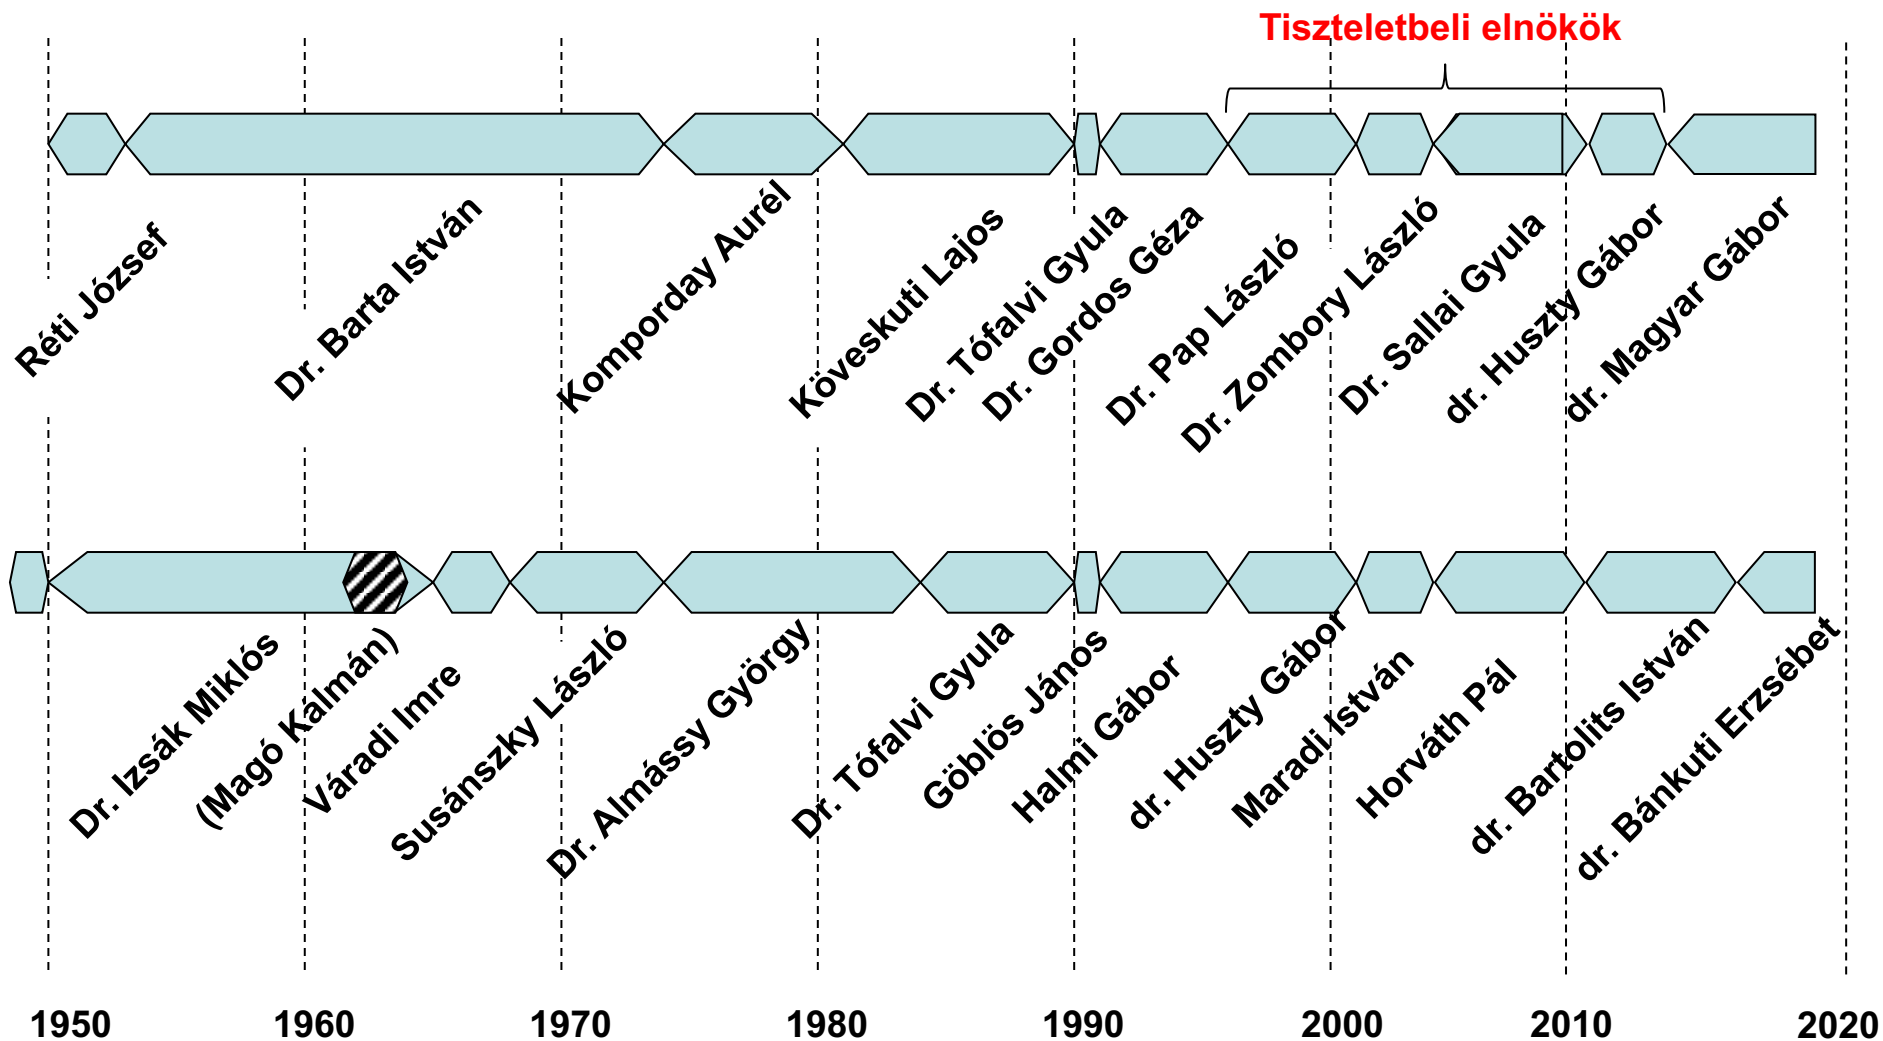 Tiszteletbeli elnökök
Réti József
Dr. Barta István
Komporday Aurél
Köveskuti Lajos
Dr. Tófalvi Gyula
Dr. Gordos Géza
Dr. Pap László
Dr. Zombory László
Dr. Sallai Gyula
dr. Huszty Gábor
dr. Magyar Gábor
Dr. Izsák Miklós
(Magó Kálmán)
Váradi Imre
Susánszky László
Dr. Almássy György
Dr. Tófalvi Gyula
Göblös János
Halmi Gábor
dr. Huszty Gábor
Maradi István
Horváth Pál
dr. Bartolits István
dr. Bánkuti Erzsébet
1950 1960 1970 1980 1990 2000 2010 2020